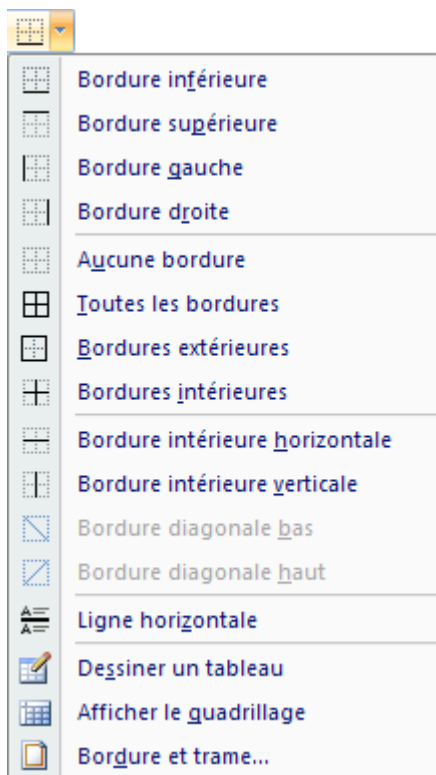 Bordure inférieure
Bordure supérieure
Bordure gauche
Bordure droite
Aucune bordure
Toutes les bordures
Bordures extérieures
Bordures intérieures
Bordure intérieure horizontale
Bordure intérieure verticale
Bordure diagonale bas
Bordure diagonale haut
Ligne horizontale
Dessiner un tableau
Afficher le quadrillage
Bordure et trame...